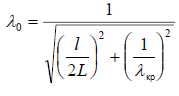 λ₀ = 1 / √((l / 2L)² + (1 / λкр)²)